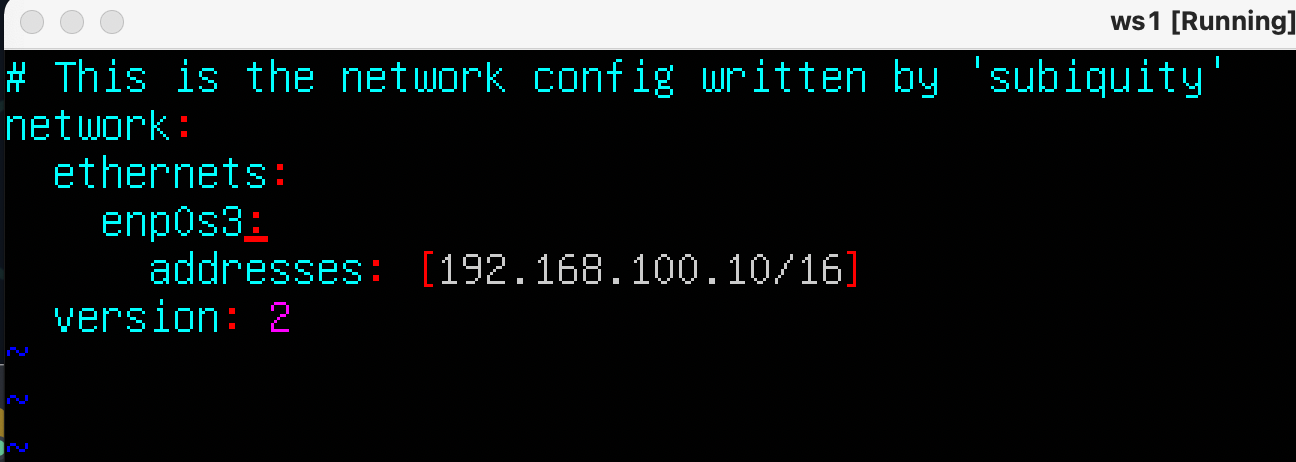 ws1 [Running]
# This is the network config written by 'subiquity'
network:
  ethernets:
    enp0s3:
      addresses: [192.168.100.10/16]
  version: 2
~
~
~